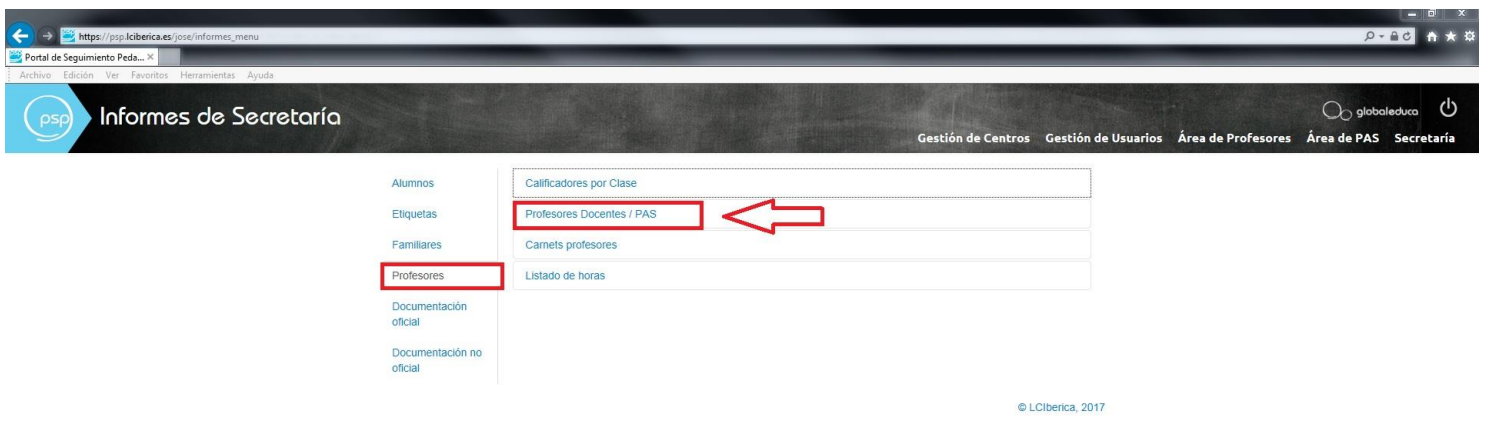 https://psp.lciberica.es/jose/informes_menu
Portal de Seguimiento Peda...
Archivo Edición Ver Favoritos Herramientas Ayuda
psp
Informes de Secretaría
globaleduca
Gestión de Centros Gestión de Usuarios Área de Profesores Área de PAS Secretaría
Alumnos
Etiquetas
Familiares
Profesores
Documentación
oficial
Documentación no
oficial
Calificadores por Clase
Profesores Docentes / PAS
Carnets profesores
Listado de horas
© LCIberica, 2017